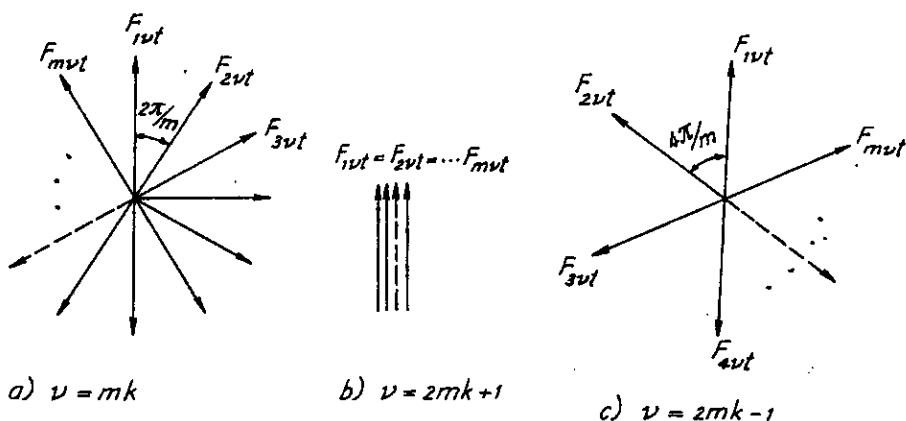 F1νt
Fmνt
F2νt
2π/m
F3νt
a) ν = mk
F1νt = F2νt = ... Fmνt
b) ν = 2mk+1
F1νt
F2νt
4π/m
Fmνt
F3νt
F4νt
c) ν = 2mk-1